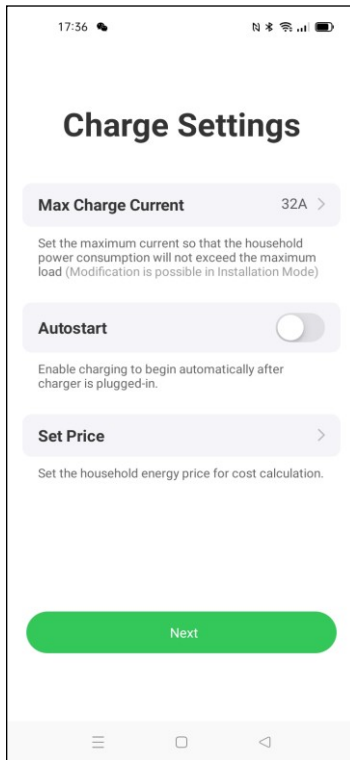 17:36
Charge Settings
Max Charge Current 32A >
Set the maximum current so that the household
power consumption will not exceed the maximum
load (Modification is possible in Installation Mode)
Autostart
Enable charging to begin automatically after
charger is plugged-in.
Set Price >
Set the household energy price for cost calculation.
Next